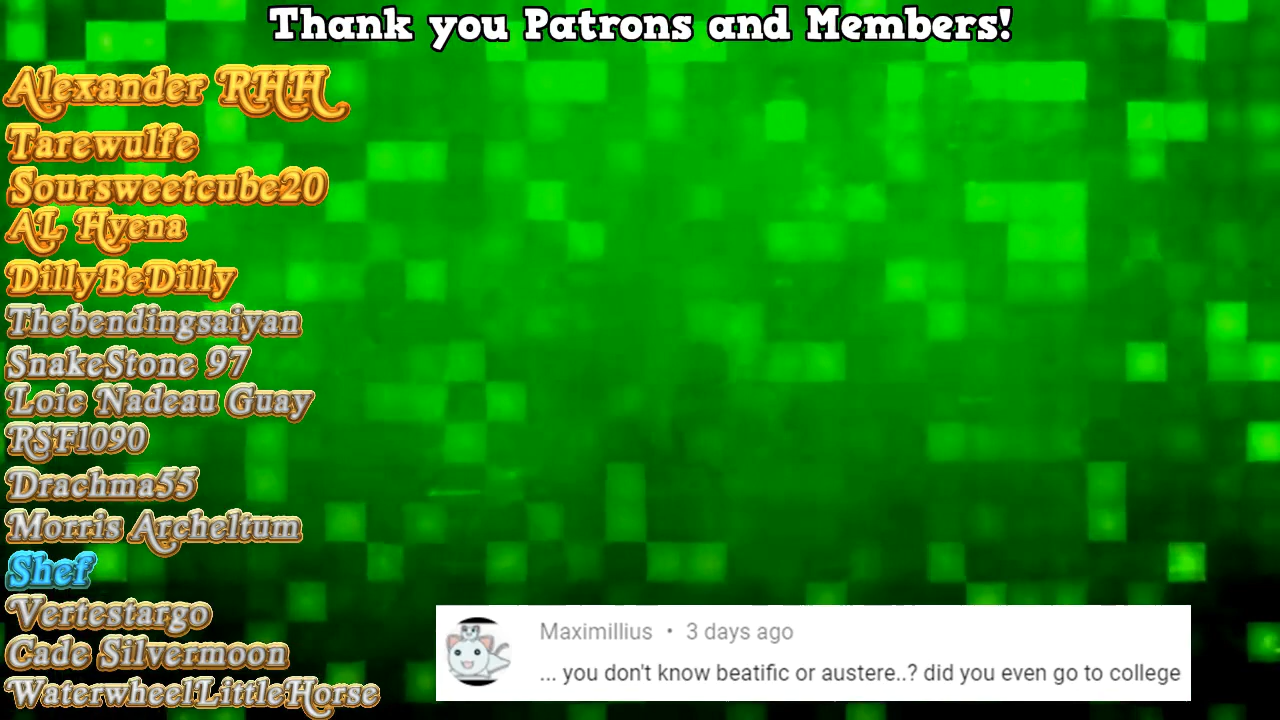 Thank you Patrons and Members!
Alexander RHH
Tarewulfe
Soursweetcube20
AL Hyena
DillyBeDilly
Thebendingsaiyan
SnakeStone 97
Loic Nadeau Guay
RSF1090
Drachma55
Morris Archeltum
Shef
Vertestargo
Cade Silvermoon
WaterwheelLittleHorse
Maximillius • 3 days ago
... you don't know beatific or austere..? did you even go to college